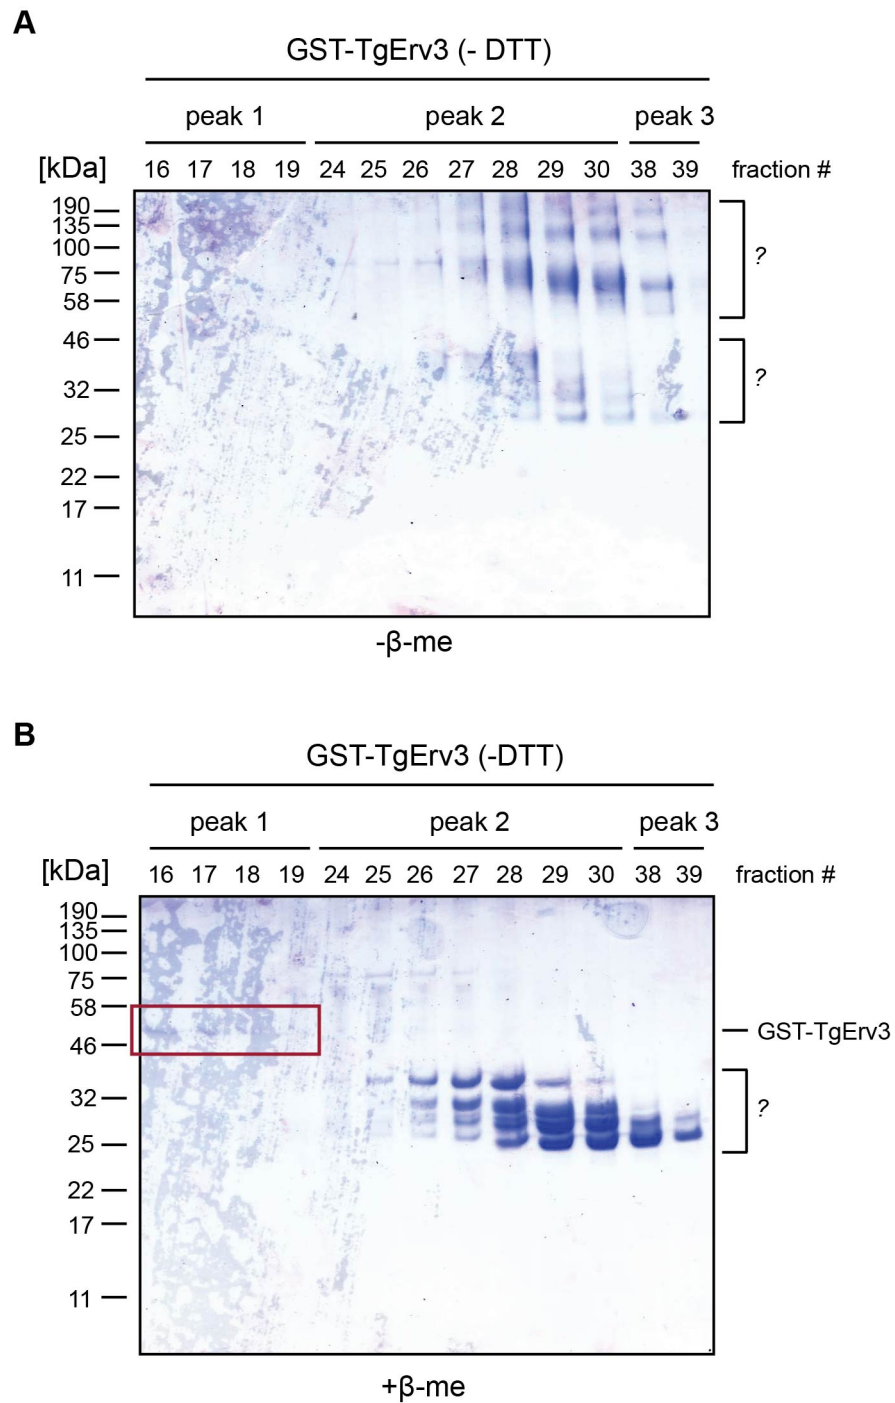 A
GST-TgErv3 (- DTT)
peak 1 peak 2 peak 3
[kDa] 16 17 18 19 24 25 26 27 28 29 30 38 39 fraction #
190
135
100
75
58
46
32
25
22
17
11
?
?
-β-me
B
GST-TgErv3 (-DTT)
peak 1 peak 2 peak 3
[kDa] 16 17 18 19 24 25 26 27 28 29 30 38 39 fraction #
190
135
100
75
58
46
32
25
22
17
11
GST-TgErv3
?
+β-me